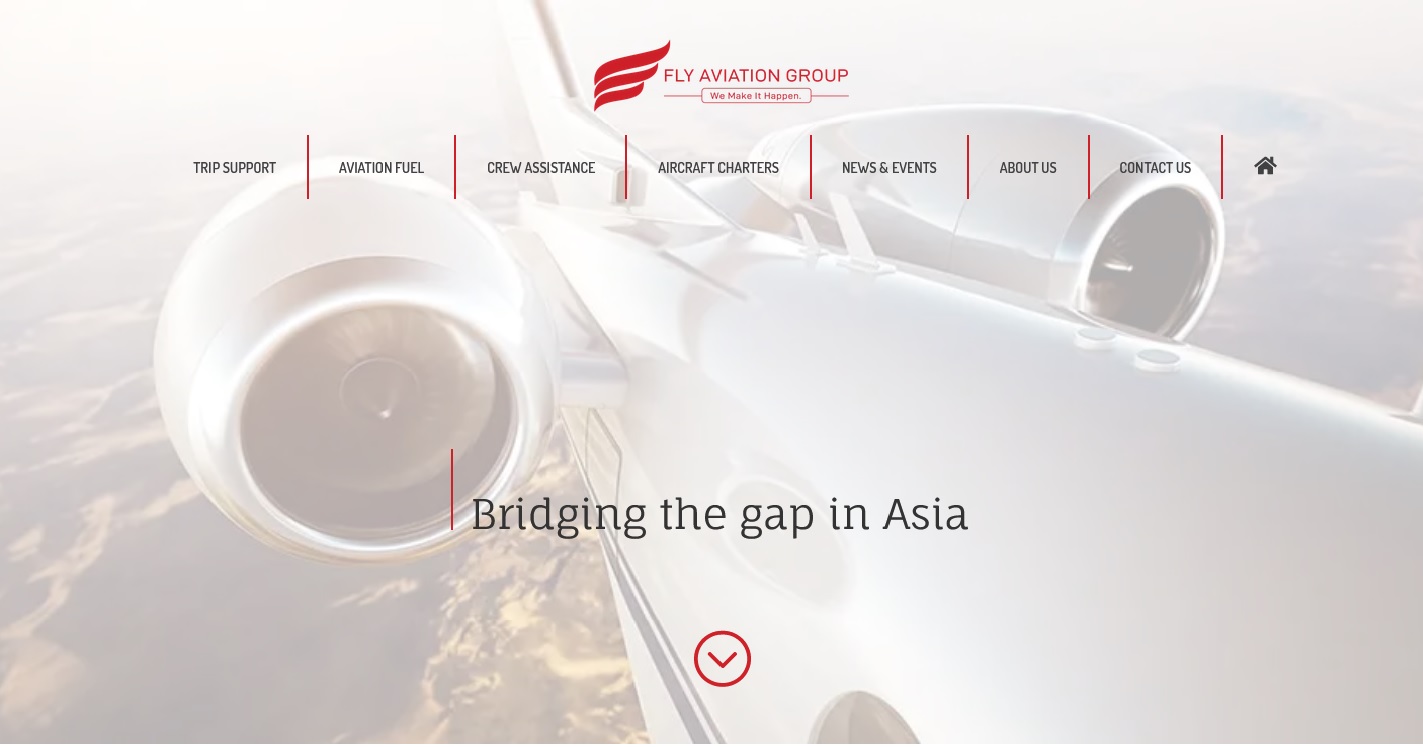 FLY AVIATION GROUP
We Make It Happen.
TRIP SUPPORT
AVIATION FUEL
CREW ASSISTANCE
AIRCRAFT CHARTERS
NEWS & EVENTS
ABOUT US
CONTACT US
Bridging the gap in Asia